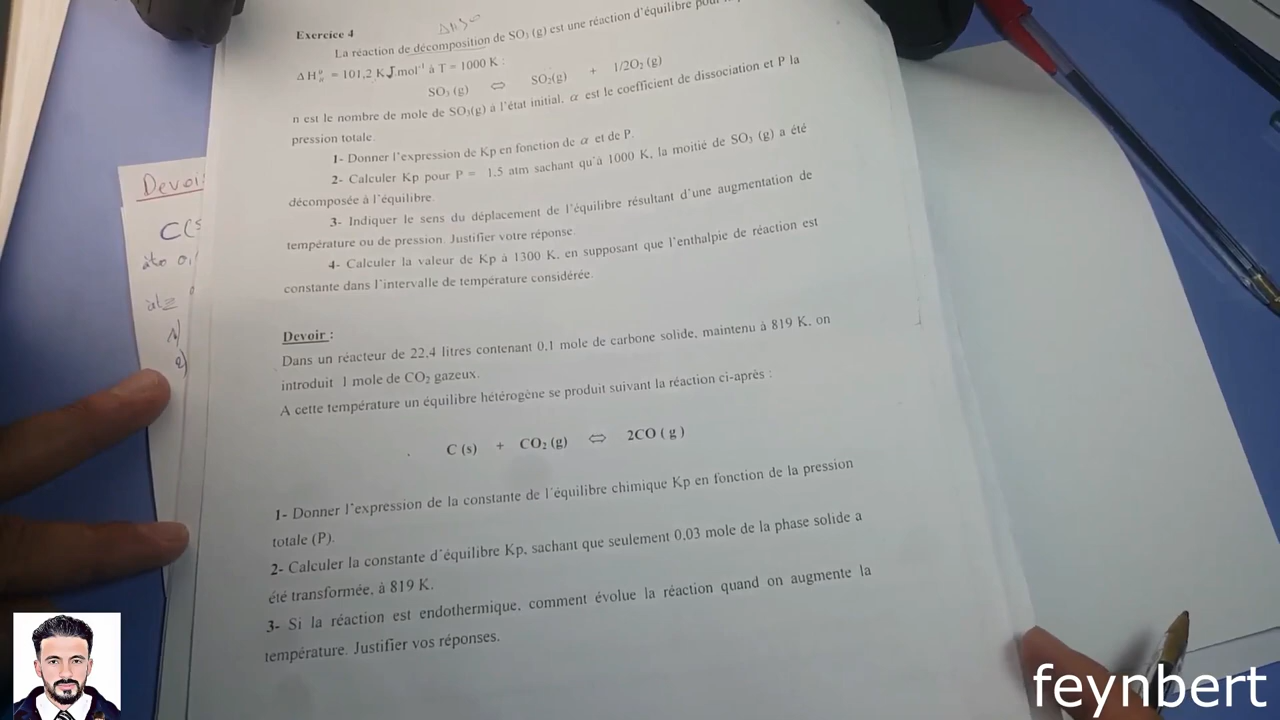 Exercice 4
La réaction de décomposition de SO₃ (g) est une réaction d'équilibre
ΔH = 101,2 KJ.mol⁻¹ à T = 1000 K :
SO₃ (g) ⇔ SO₂(g) + 1/2O₂ (g)
n est le nombre de mole de SO₃(g) à l'état initial, α est le coefficient de dissociation et P la
pression totale.
1- Donner l'expression de Kp en fonction de α et de P.
2- Calculer Kp pour P = 1.5 atm sachant qu'à 1000 K, la moitié de SO₃ (g) a été
décomposée à l'équilibre.
3- Indiquer le sens du déplacement de l'équilibre résultant d'une augmentation de
température ou de pression. Justifier votre réponse.
4- Calculer la valeur de Kp à 1300 K, en supposant que l'enthalpie de réaction est
constante dans l'intervalle de température considérée.
Devoi
C(s
Devoir :
Dans un réacteur de 22,4 litres contenant 0,1 mole de carbone solide, maintenu à 819 K, on
introduit 1 mole de CO₂ gazeux.
A cette température un équilibre hétérogène se produit suivant la réaction ci-après :
C (s) + CO₂ (g) ⇔ 2CO ( g )
1- Donner l'expression de la constante de l'équilibre chimique Kp en fonction de la pression
totale (P).
2- Calculer la constante d'équilibre Kp, sachant que seulement 0,03 mole de la phase solide a
été transformée, à 819 K.
3- Si la réaction est endothermique, comment évolue la réaction quand on augmente la
température. Justifier vos réponses.
feynbert